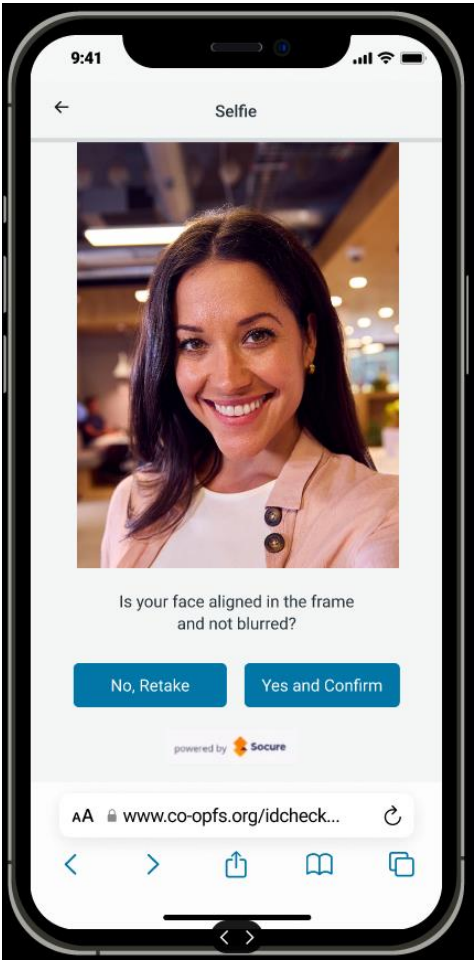 9:41
Selfie
Is your face aligned in the frame
and not blurred?
No, Retake
Yes and Confirm
powered by Socure
AA www.co-opfs.org/idcheck...